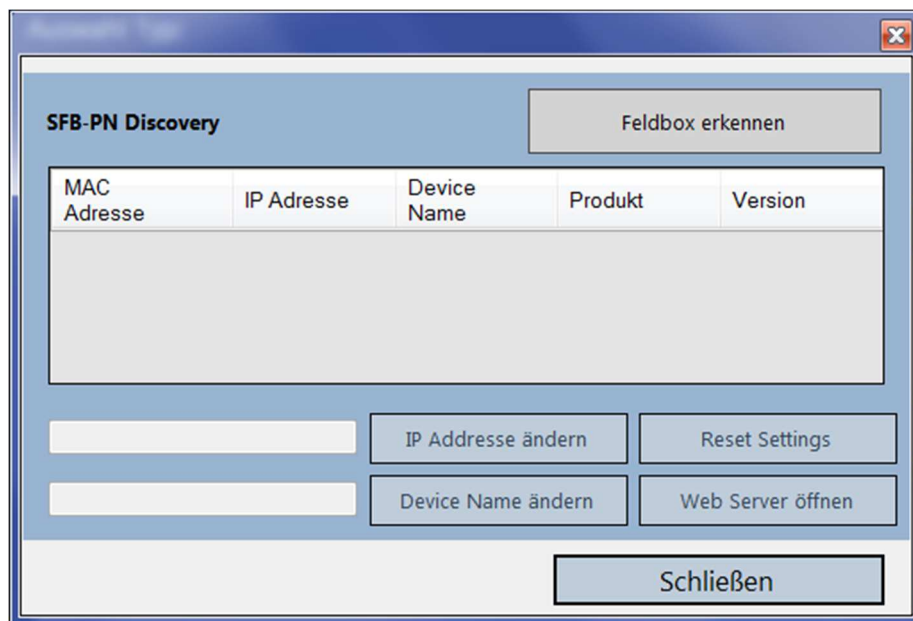 SFB-PN Discovery
Feldbox erkennen
MAC
Adresse
IP Adresse
Device
Name
Produkt
Version
IP Addresse ändern
Reset Settings
Device Name ändern
Web Server öffnen
Schließen